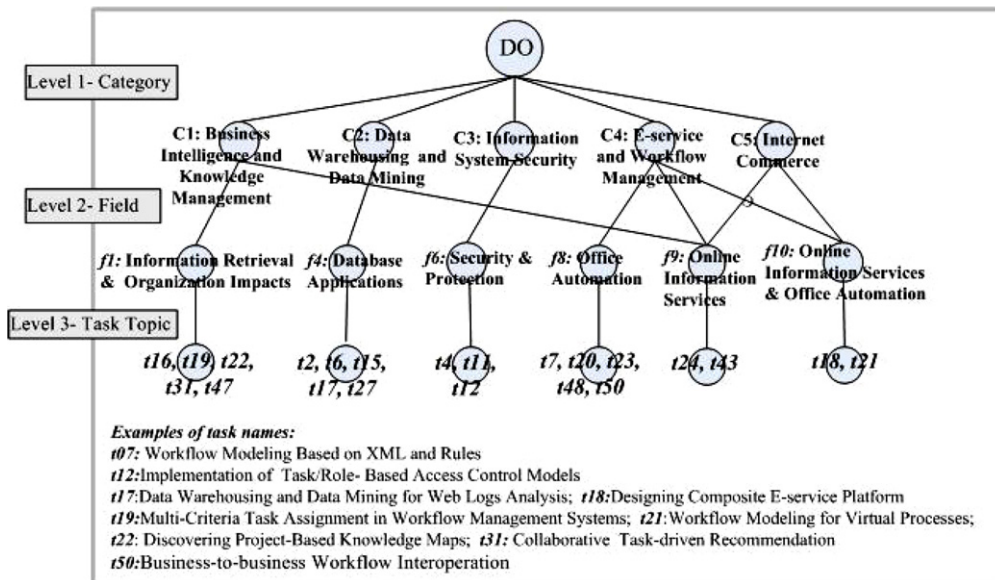 DO
Level 1- Category
C1: Business
Intelligence and
Knowledge
Management
C2: Data
Warehousing and
Data Mining
C3: Information
System Security
C4: E-service
and Workflow
Management
C5: Internet
Commerce
Level 2- Field
f1: Information Retrieval
& Organization Impacts
f4: Database
Applications
f6: Security &
Protection
f8: Office
Automation
f9: Online
Information
Services
f10: Online
Information Services
& Office Automation
Level 3- Task Topic
t16, t19, t22,
t31, t47
t2, t6, t15,
t17, t27
t4, t11,
t12
t7, t20, t23,
t48, t50
t24, t43
t18, t21
Examples of task names:
t07: Workflow Modeling Based on XML and Rules
t12:Implementation of Task/Role- Based Access Control Models
t17:Data Warehousing and Data Mining for Web Logs Analysis; t18:Designing Composite E-service Platform
t19:Multi-Criteria Task Assignment in Workflow Management Systems; t21:Workflow Modeling for Virtual Processes;
t22: Discovering Project-Based Knowledge Maps; t31: Collaborative Task-driven Recommendation
t50:Business-to-business Workflow Interoperation